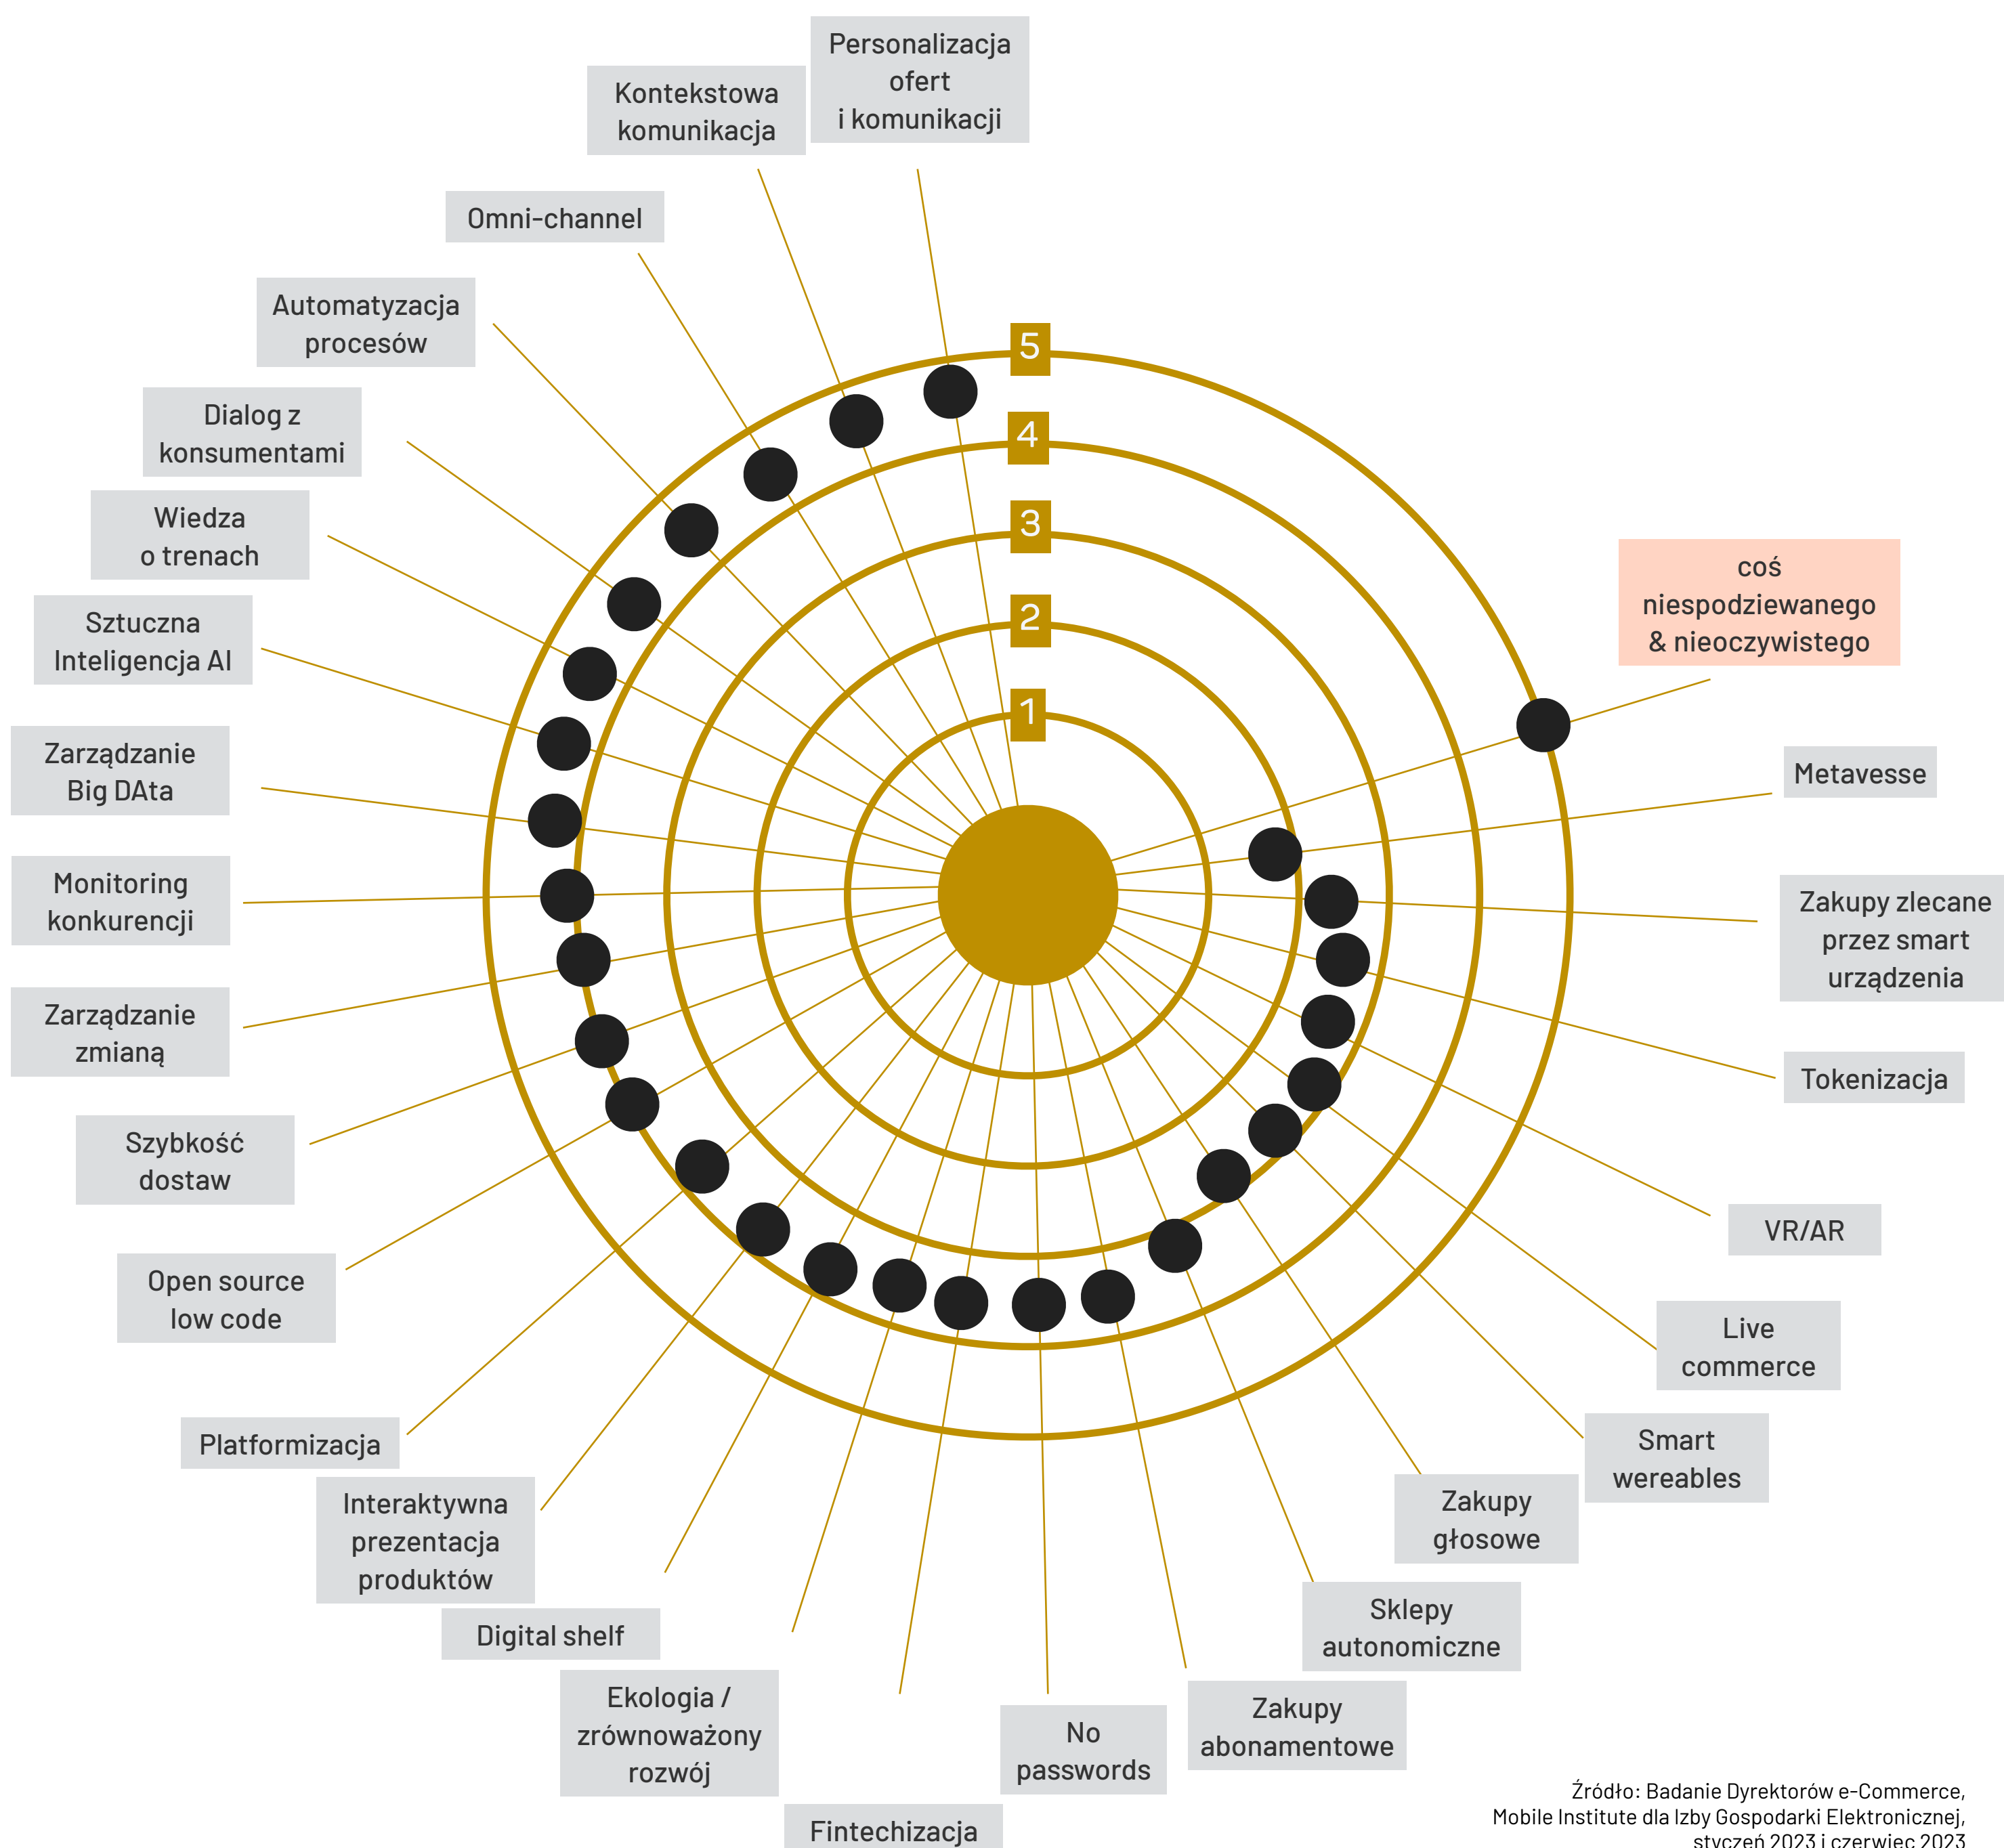 Personalizacja
ofert
i komunikacji
Kontekstowa
komunikacja
Omni-channel
Automatyzacja
procesów
Dialog z
konsumentami
Wiedza
o trenach
Sztuczna
Inteligencja AI
Zarządzanie
Big DAta
Monitoring
konkurencji
Zarządzanie
zmianą
Szybkość
dostaw
Open source
low code
Platformizacja
Interaktywna
prezentacja
produktów
Digital shelf
Ekologia /
zrównoważony
rozwój
Fintechizacja
No
passwords
Zakupy
abonamentowe
Sklepy
autonomiczne
Zakupy
głosowe
Smart
wereables
Live
commerce
VR/AR
Tokenizacja
Zakupy zlecane
przez smart
urządzenia
Metavesse
coś
niespodziewanego
& nieoczywistego
5
4
3
2
1
Źródło: Badanie Dyrektorów e-Commerce,
Mobile Institute dla Izby Gospodarki Elektronicznej,
styczeń 2023 i czerwiec 2023